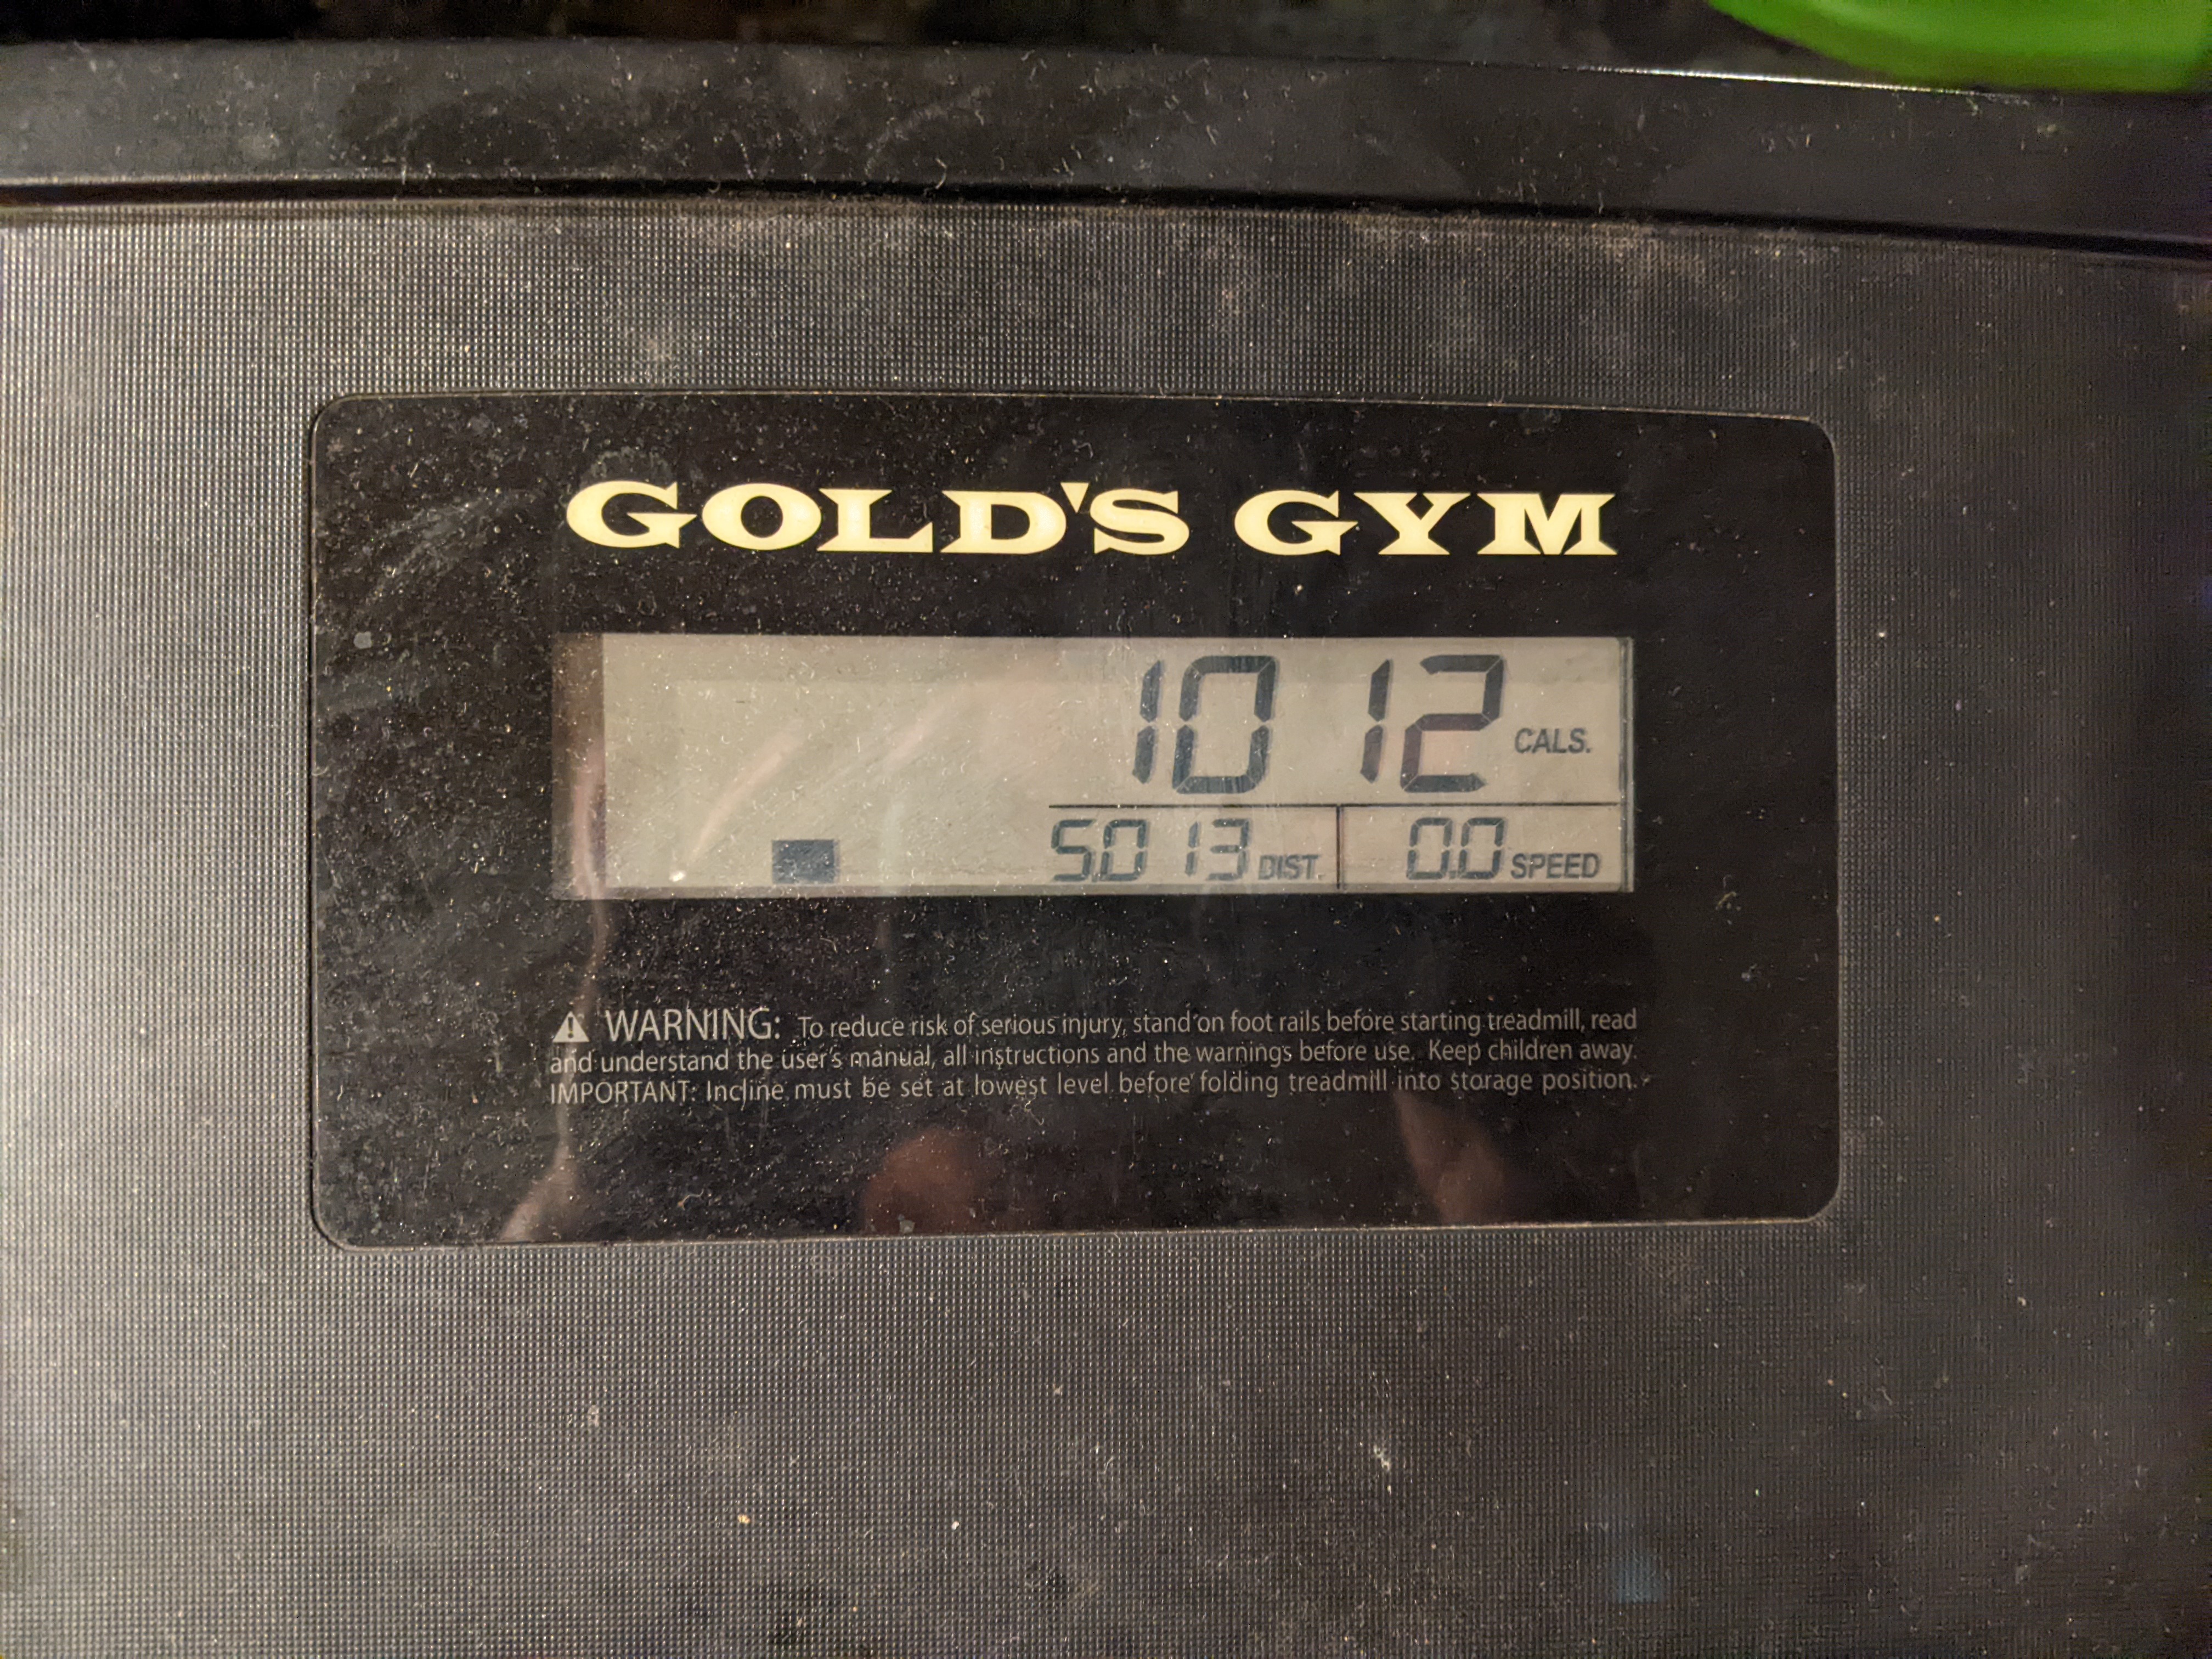 GOLD'S GYM
1012 CALS.
5.013 DIST. 0.0 SPEED
⚠ WARNING: To reduce risk of serious injury, stand on foot rails before starting treadmill, read
and understand the user's manual, all instructions and the warnings before use. Keep children away.
IMPORTANT: Incline must be set at lowest level before folding treadmill into storage position.